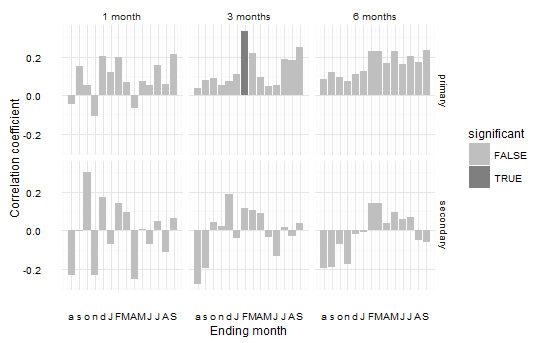 1 month 3 months 6 months
0.2
0.0
-0.2
primary
0.2
0.0
-0.2
secondary
Correlation coefficient
a s o n d J F M A M J J A S a s o n d J F M A M J J A S a s o n d J F M A M J J A S
Ending month
significant
FALSE
TRUE